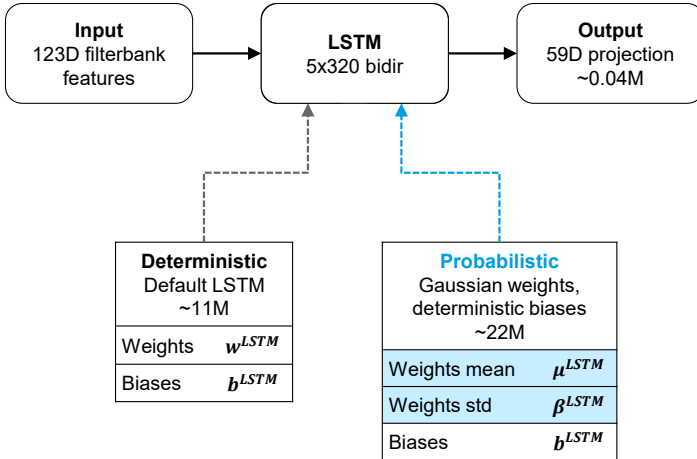 Input
123D filterbank
features
LSTM
5x320 bidir
Output
59D projection
~0.04M
Deterministic
Default LSTM
~11M
Weights w^LSTM
Biases b^LSTM
Probabilistic
Gaussian weights,
deterministic biases
~22M
Weights mean μ^LSTM
Weights std β^LSTM
Biases b^LSTM